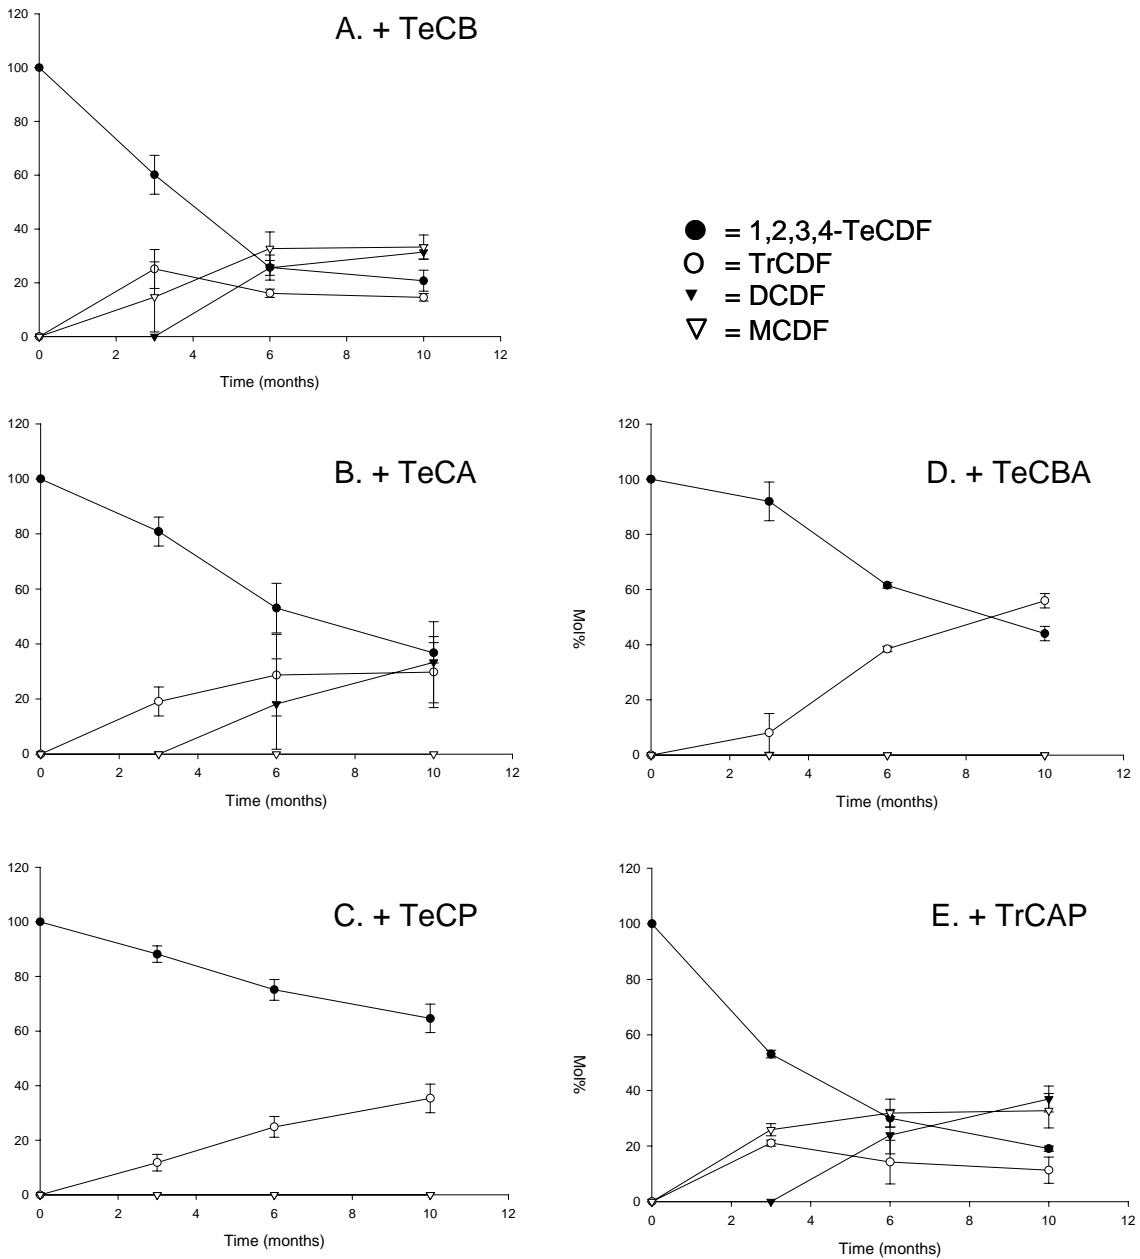 A. + TeCB
120
100
80
60
40
20
0
0 2 4 6 8 10 12
Time (months)
= 1,2,3,4-TeCDF
= TrCDF
= DCDF
= MCDF
B. + TeCA
120
100
80
60
40
20
0
0 2 4 6 8 10 12
Time (months)
D. + TeCBA
Mol%
120
100
80
60
40
20
0
0 2 4 6 8 10 12
Time (months)
C. + TeCP
120
100
80
60
40
20
0
0 2 4 6 8 10 12
Time (months)
E. + TrCAP
Mol%
120
100
80
60
40
20
0
0 2 4 6 8 10 12
Time (months)